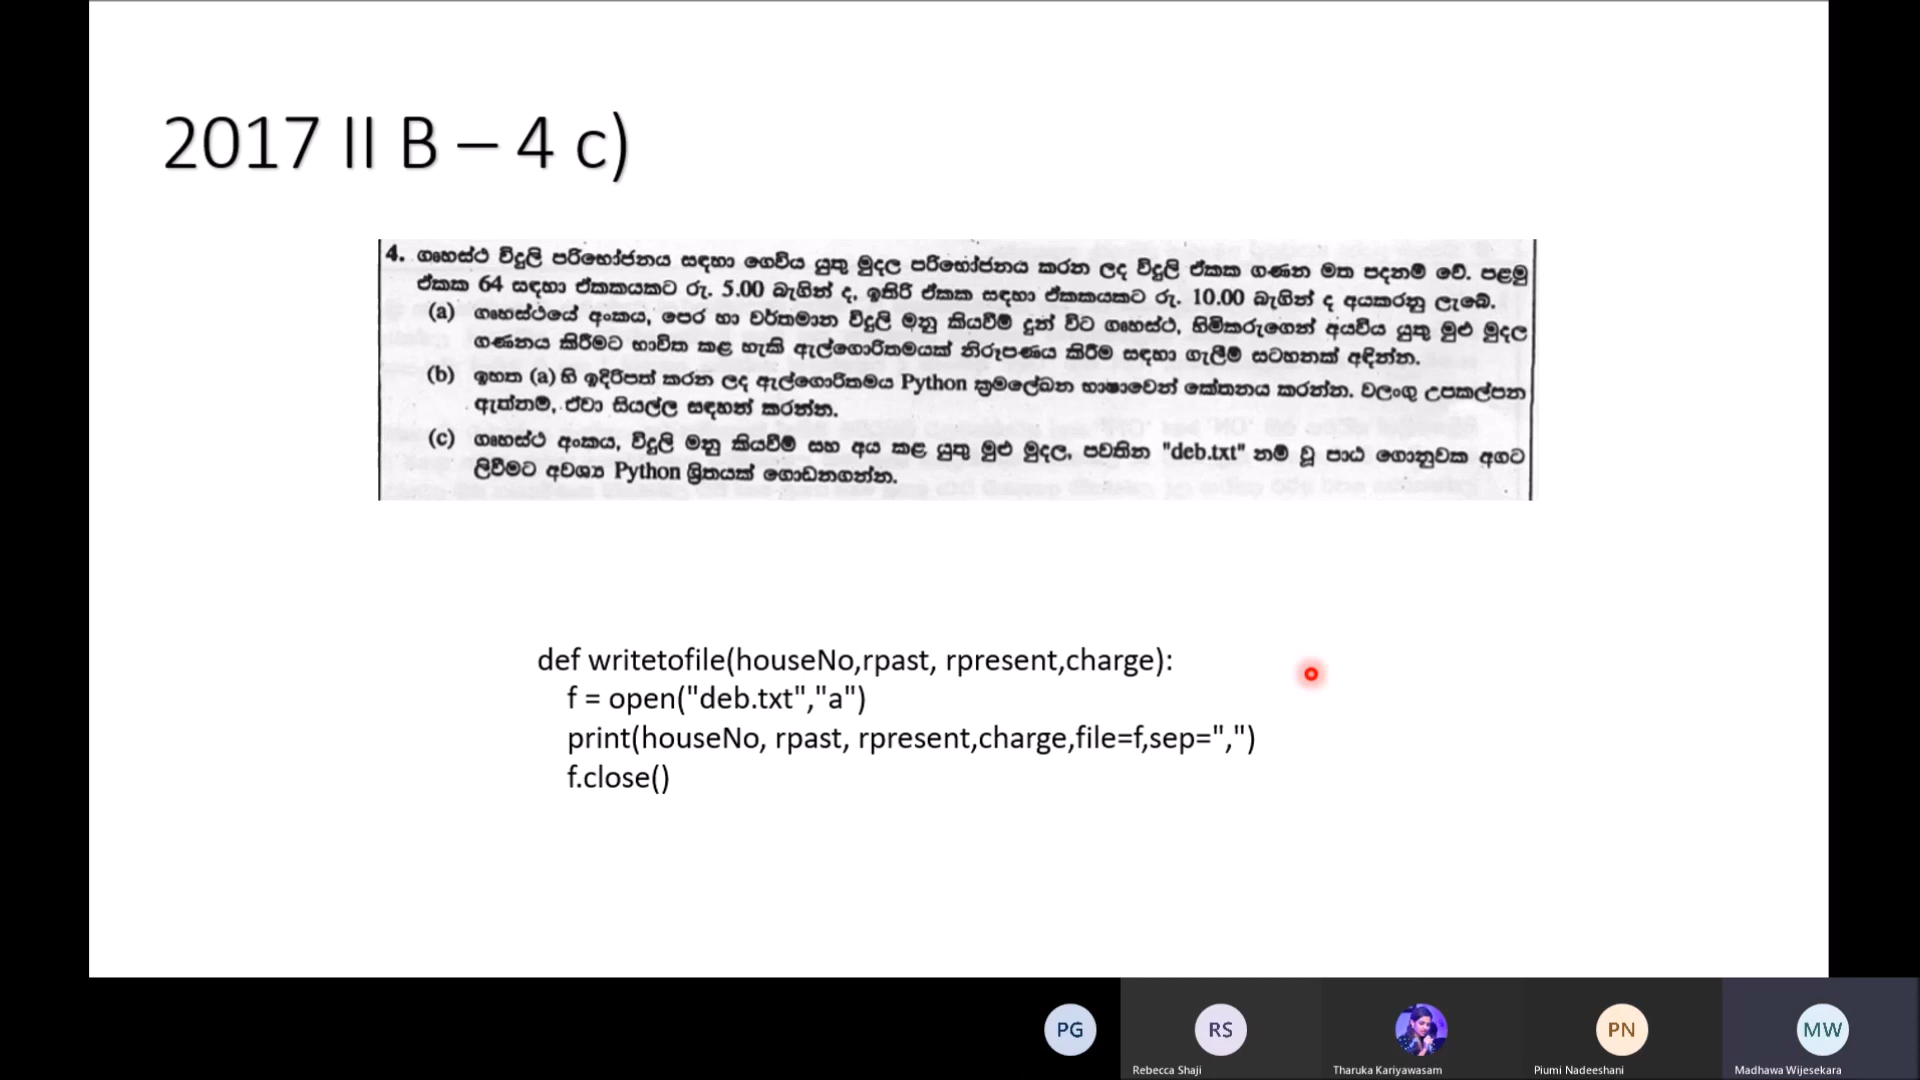 2017 II B – 4 c)
4. ගෘහස්ථ විදුලි පරිභෝජනය සඳහා ගෙවිය යුතු මුදල පරිභෝජනය කරන ලද විදුලි ඒකක ගණන මත පදනම් වේ. පළමු
ඒකක 64 සඳහා ඒකකයකට රු. 5.00 බැගින් ද, ඉතිරි ඒකක සඳහා ඒකකයකට රු. 10.00 බැගින් ද අයකරනු ලැබේ.
(a) ගෘහස්ථයේ අංකය, පෙර හා වර්තමාන විදුලි මනු කියවීම් දුන් විට ගෘහස්ථ, හිමිකරුගෙන් අයවිය යුතු මුළු මුදල
ගණනය කිරීමට භාවිත කළ හැකි ඇල්ගොරිතමයක් නිරූපණය කිරීම සඳහා ගැලීම් සටහනක් අඳින්න.
(b) ඉහත (a) හි ඉදිරිපත් කරන ලද ඇල්ගොරිතමය Python ක්‍රමලේඛන භාෂාවෙන් කේතනය කරන්න. වලංගු උපකල්පන
ඇත්නම්, ඒවා සියල්ල සඳහන් කරන්න.
(c) ගෘහස්ථ අංකය, විදුලි මනු කියවීම් සහ අය කළ යුතු මුළු මුදල, පවතින "deb.txt" නම් වූ පාඨ ගොනුවක අගට
ලිවීමට අවශ්‍ය Python ශ්‍රිතයක් ගොඩනගන්න.
def writetofile(houseNo,rpast, rpresent,charge):
f = open("deb.txt","a")
print(houseNo, rpast, rpresent,charge,file=f,sep=",")
f.close()
PG
RS
PN
MW
Rebecca Shaji
Tharuka Kariyawasam
Piumi Nadeeshani
Madhawa Wijesekara